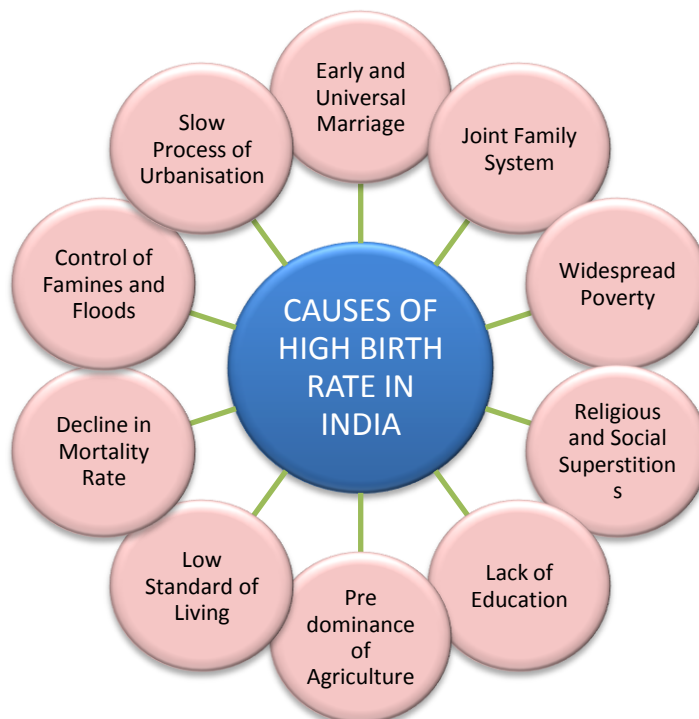 Early and
Universal
Marriage
Joint Family
System
Widespread
Poverty
Religious
and Social
Superstition
s
Lack of
Education
Pre
dominance
of
Agriculture
Low
Standard of
Living
Decline in
Mortality
Rate
Control of
Famines and
Floods
Slow
Process of
Urbanisation
CAUSES OF
HIGH BIRTH
RATE IN
INDIA